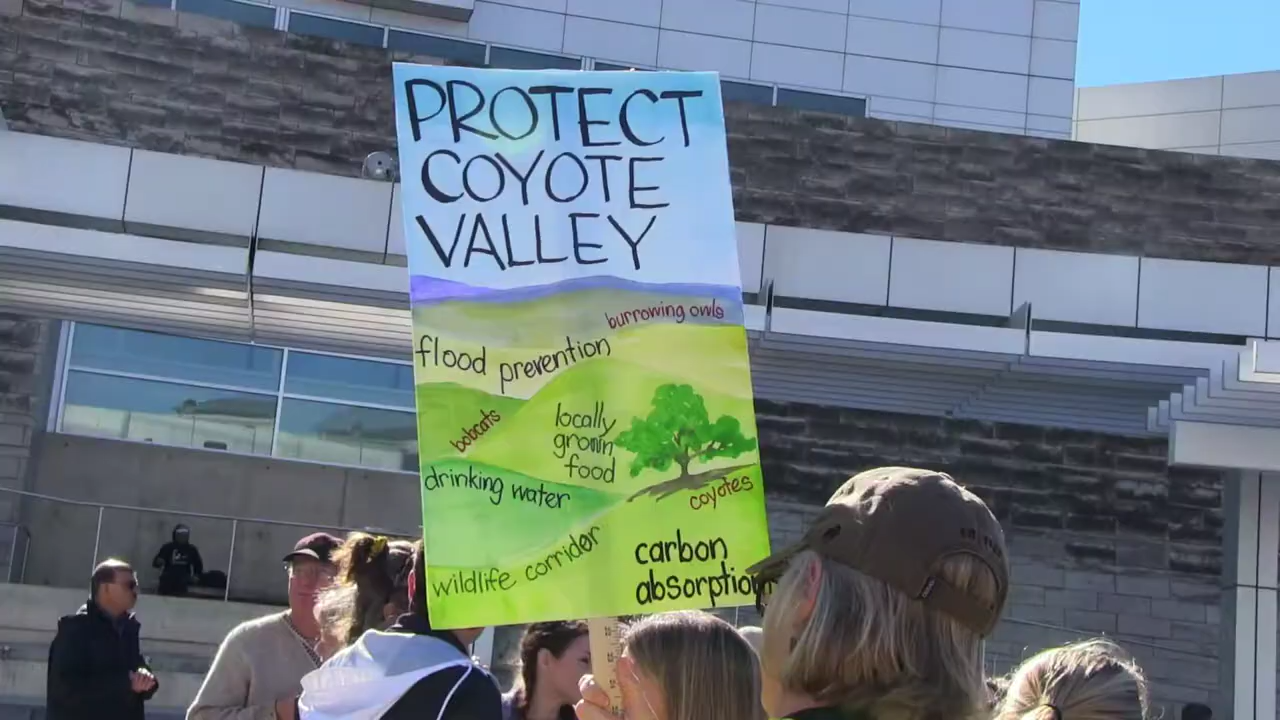 PROTECT
COYOTE
VALLEY
burrowing owls
flood prevention
bobcats
locally
grown
food
drinking water
coyotes
wildlife corridor
carbon
absorption